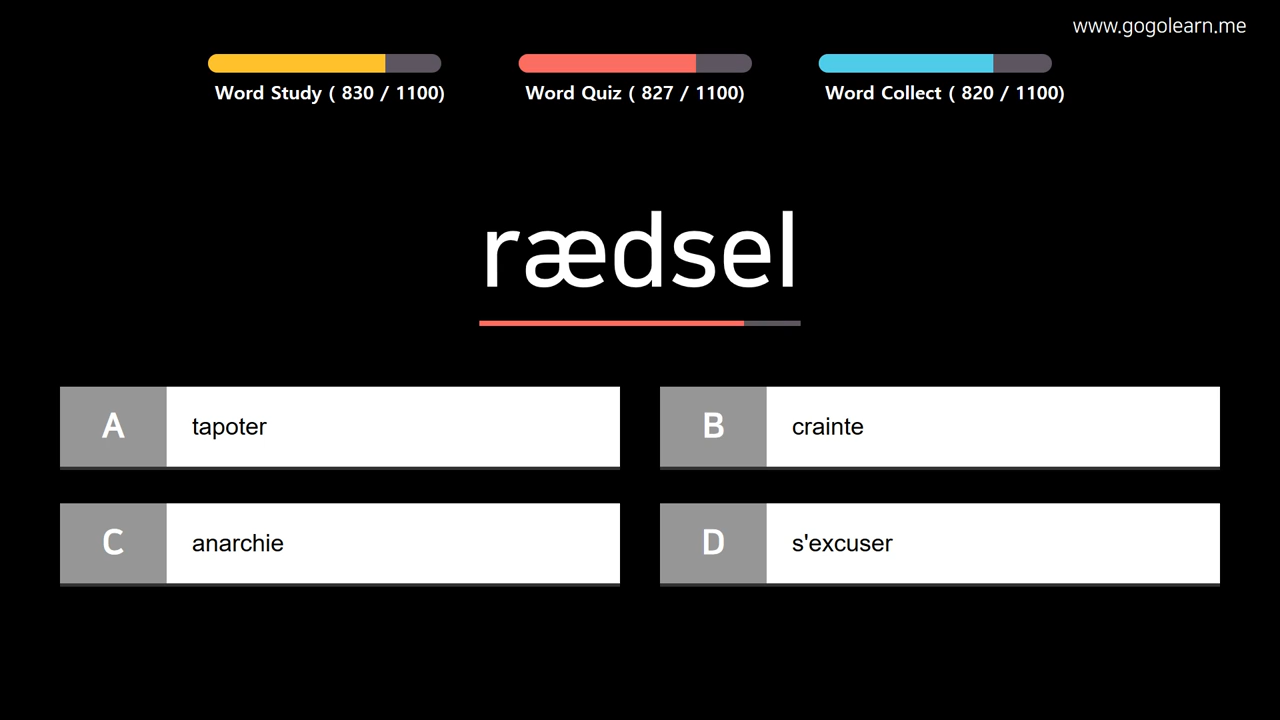 www.gogolearn.me
Word Study ( 830 / 1100)
Word Quiz ( 827 / 1100)
Word Collect ( 820 / 1100)
rædsel
A
tapoter
B
crainte
C
anarchie
D
s'excuser